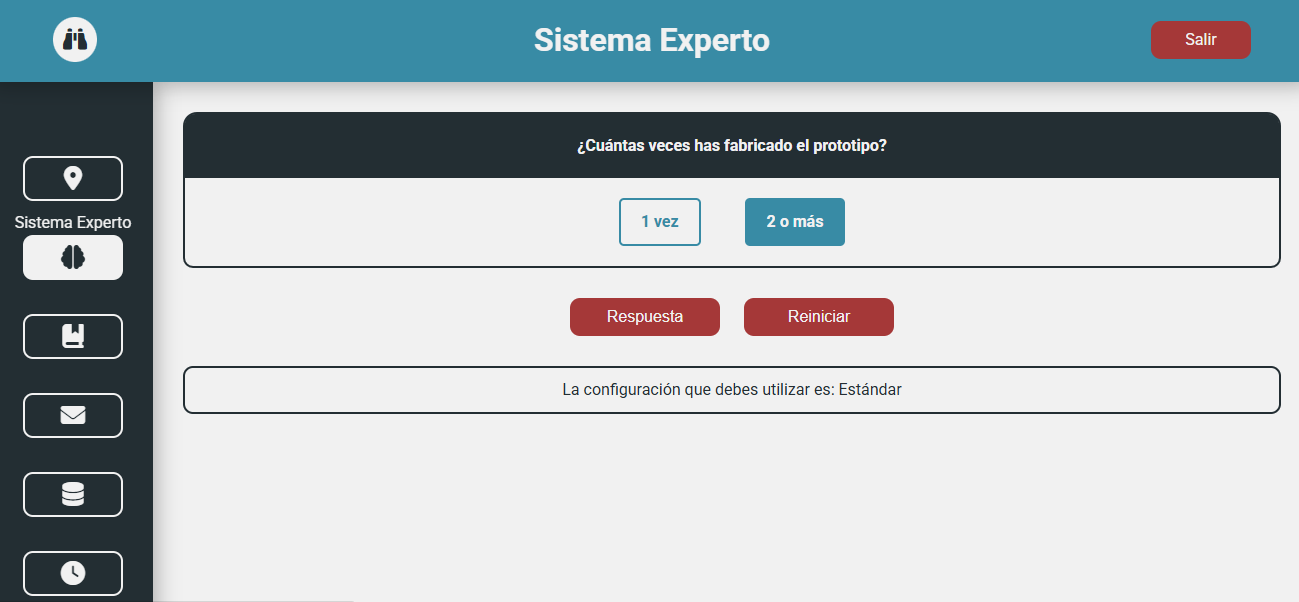 Sistema Experto
Salir
Sistema Experto
¿Cuántas veces has fabricado el prototipo?
1 vez
2 o más
Respuesta
Reiniciar
La configuración que debes utilizar es: Estándar